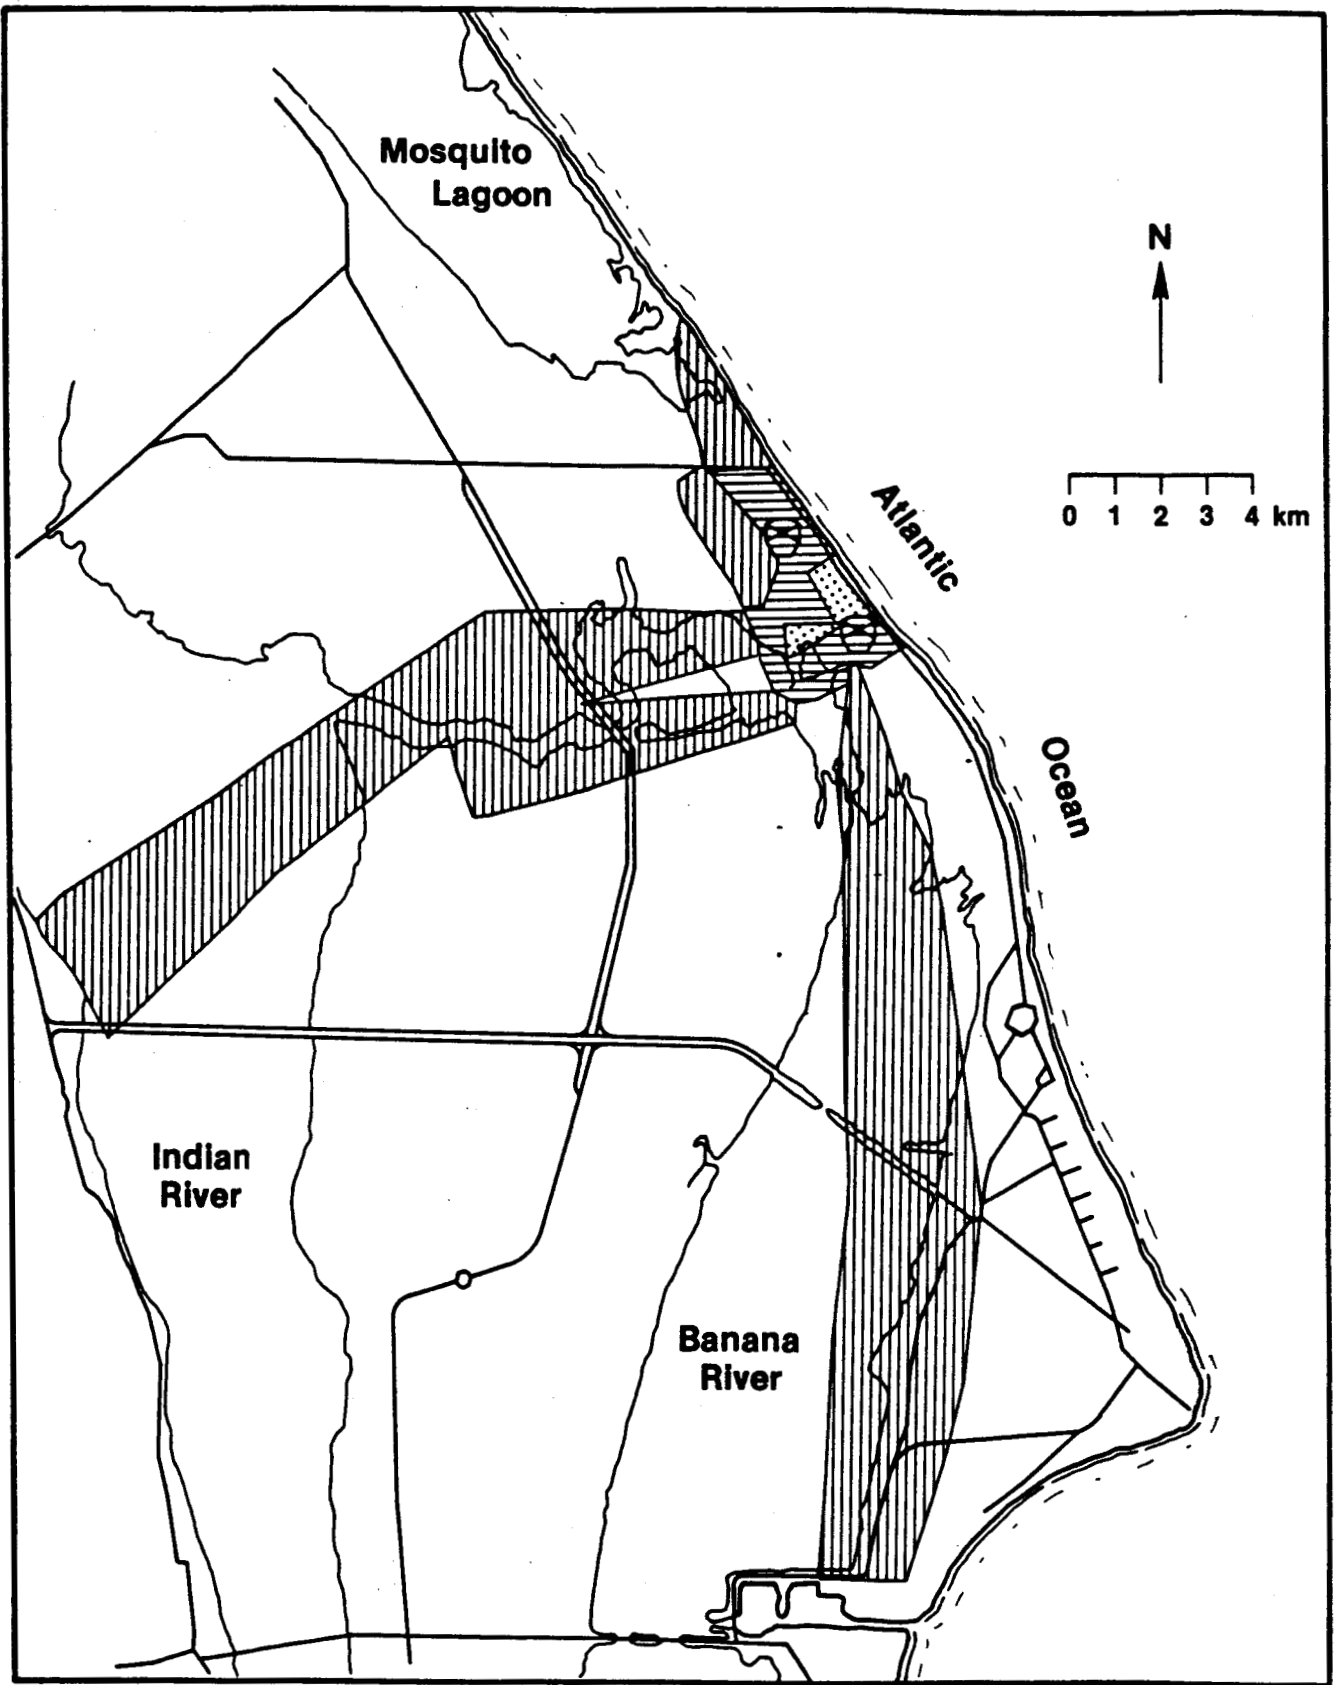 Mosquito
Lagoon
N
0 1 2 3 4 km
Atlantic
Ocean
Indian
River
Banana
River